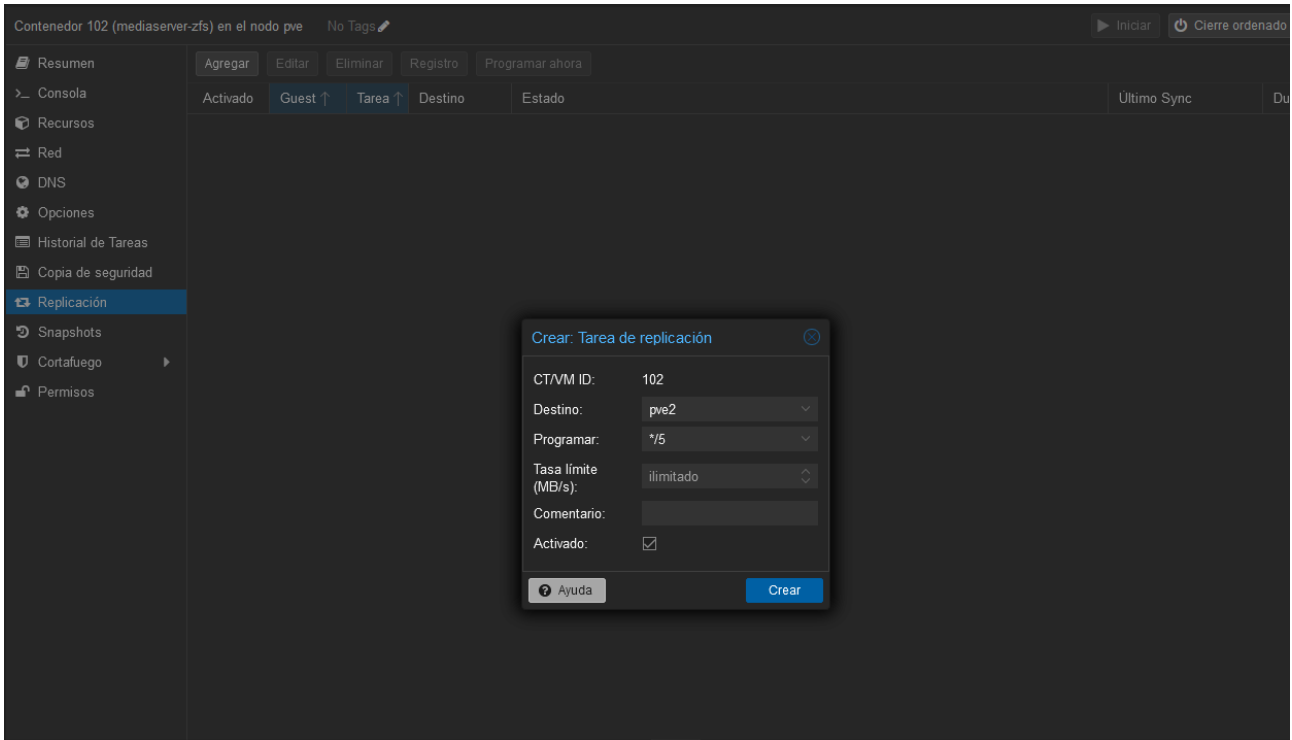 Contenedor 102 (mediaserver-zfs) en el nodo pve No Tags Iniciar Cierre ordenado
Resumen
Consola
Recursos
Red
DNS
Opciones
Historial de Tareas
Copia de seguridad
Replicación
Snapshots
Cortafuego
Permisos
Agregar Editar Eliminar Registro Programar ahora
Activado Guest Tarea Destino Estado Último Sync Du
Crear: Tarea de replicación
CT/VM ID: 102
Destino: pve2
Programar: */5
Tasa límite
(MB/s): ilimitado
Comentario:
Activado:
Ayuda Crear